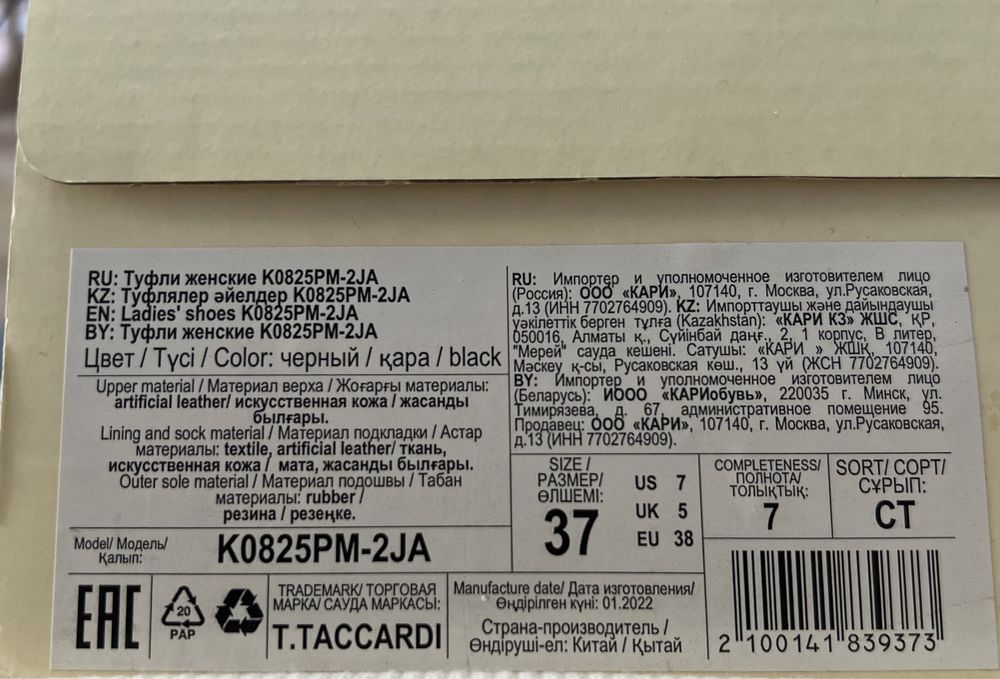 RU: Туфли женские K0825PM-2JA
KZ: Туфлялер әйелдер K0825PM-2JA
EN: Ladies' shoes K0825PM-2JA
BY: Туфли женские K0825PM-2JA
Цвет / Түсі / Color: черный / қара / black
Upper material / Материал верха / Жоғарғы материалы:
artificial leather/ искусственная кожа / жасанды
былғары.
Lining and sock material / Материал подкладки / Астар
материалы: textile, artificial leather/ ткань,
искусственная кожа / мата, жасанды былғары.
Outer sole material / Материал подошвы / Табан
материалы: rubber /
резина / резеңке.
Model/ Модель/
Қалып:
K0825PM-2JA
EAC
20
PAP
TRADEMARK/ ТОРГОВАЯ
МАРКА/ САУДА МАРКАСЫ:
T.TACCARDI
Manufacture date/ Дата изготовления/
Өндірілген күні: 01.2022
Страна-производитель /
Өндіруші-ел: Китай / Қытай
RU: Импортер и уполномоченное изготовителем лицо
(Россия): ООО «КАРИ», 107140, г. Москва, ул.Русаковская,
д.13 (ИНН 7702764909). KZ: Импорттаушы және дайындаушы
уәкілеттік берген тұлға (Kazakhstan): «КАРИ КЗ» ЖШС, ҚР,
050016, Алматы қ., Сүйінбай даңғ., 2, 1 корпус, В литер,
"Мерей" сауда кешені. Сатушы: «КАРИ » ЖШҚ, 107140,
Мәскеу қ-сы, Русаковская көш., 13 үй (ЖСН 7702764909).
BY: Импортер и уполномоченное изготовителем лицо
(Беларусь): ИООО «КАРИобувь», 220035 г. Минск, ул.
Тимирязева, д. 67, административное помещение 95.
Продавец: ООО «КАРИ», 107140, г. Москва, ул.Русаковская,
д.13 (ИНН 7702764909).
SIZE /
РАЗМЕР/
ӨЛШЕМІ:
37
US 7
UK 5
EU 38
COMPLETENESS/
ПОЛНОТА/
ТОЛЫҚТЫҚ:
7
SORT/ СОРТ/
СҰРЫП:
СТ
2 100141 839373